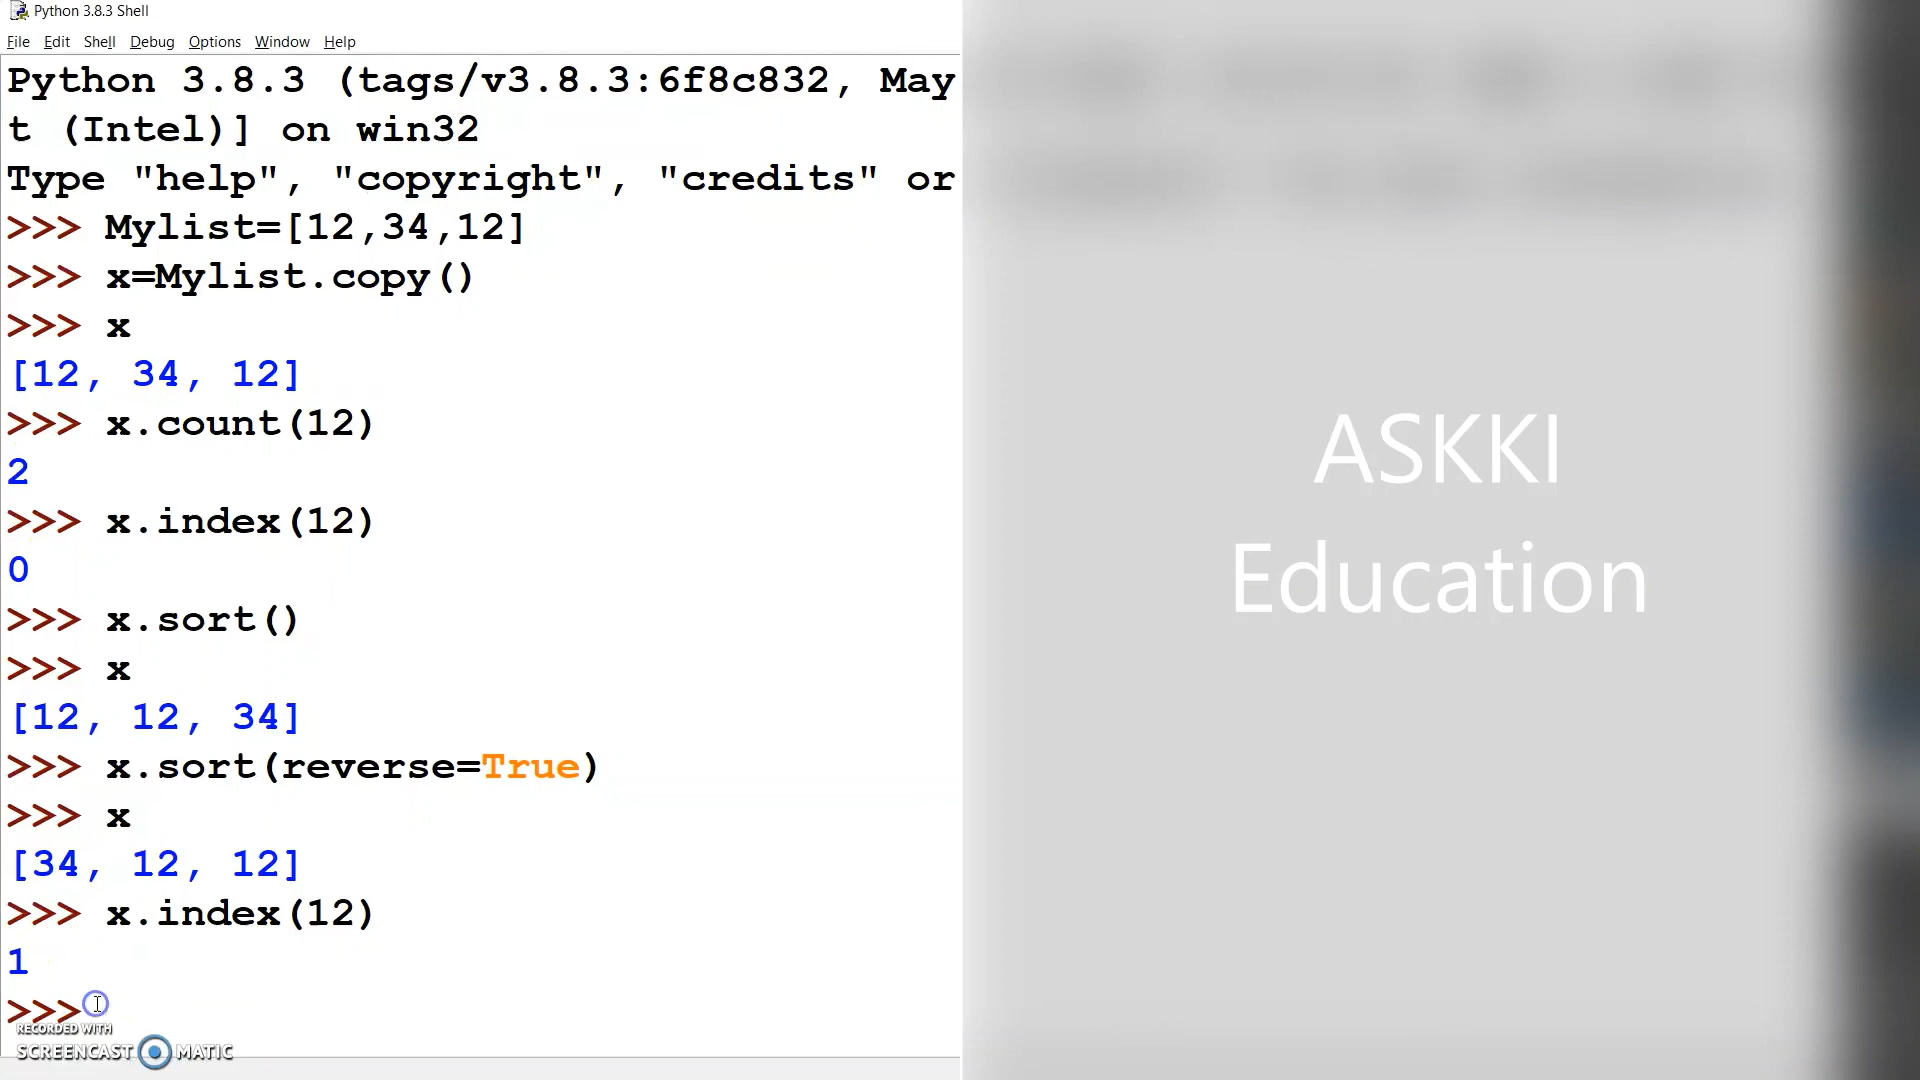 Python 3.8.3 Shell
File Edit Shell Debug Options Window Help
Python 3.8.3 (tags/v3.8.3:6f8c832, May
t (Intel)] on win32
Type "help", "copyright", "credits" or
>>> Mylist=[12,34,12]
>>> x=Mylist.copy()
>>> x
[12, 34, 12]
>>> x.count(12)
2
>>> x.index(12)
0
>>> x.sort()
>>> x
[12, 12, 34]
>>> x.sort(reverse=True)
>>> x
[34, 12, 12]
>>> x.index(12)
1
>>>
RECORDED WITH
SCREENCAST MATIC
ASKKI
Education